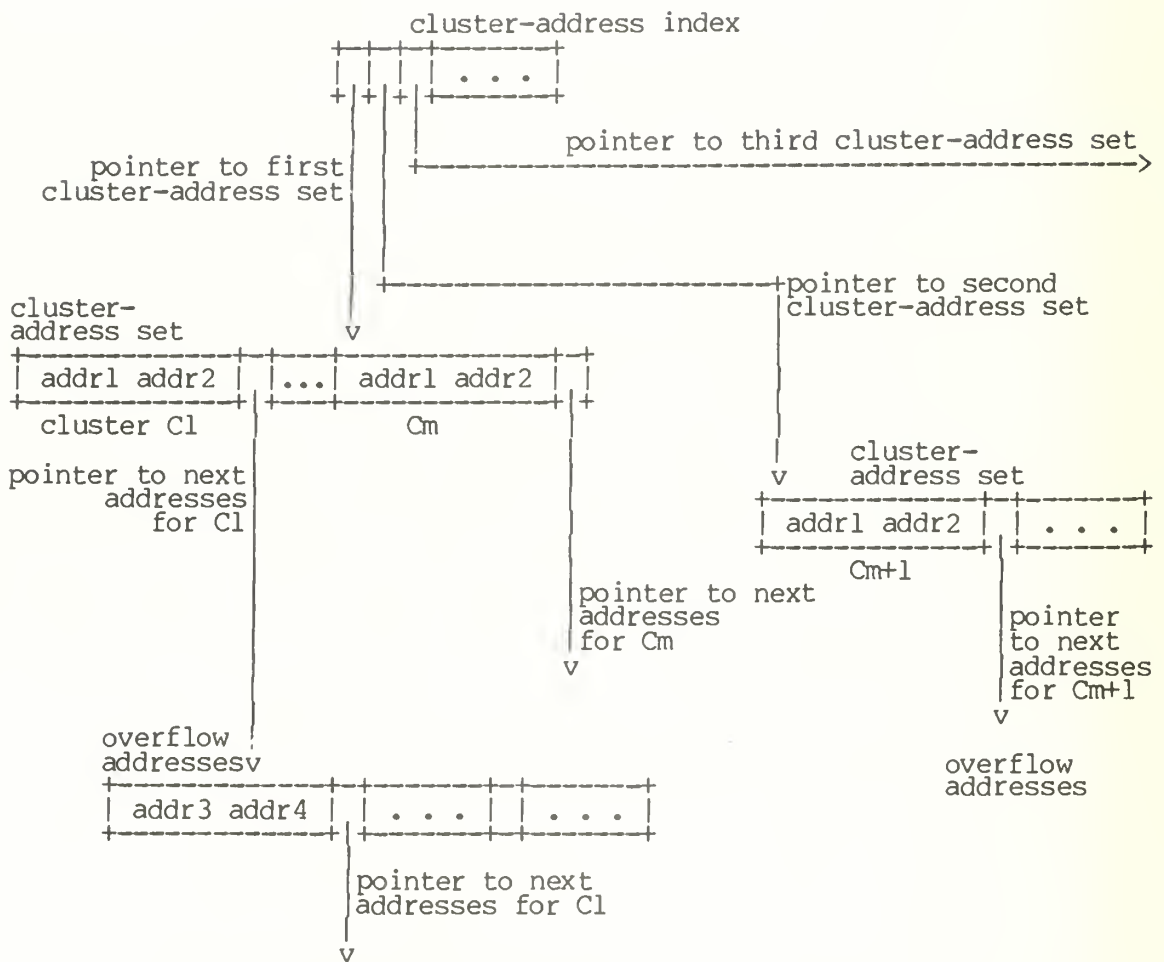 cluster-address index
. . .
pointer to third cluster-address set
pointer to first
cluster-address set
pointer to second
cluster-address set
cluster-
address set
addr1 addr2 ... addr1 addr2
cluster C1 Cm
pointer to next
addresses
for C1
cluster-
address set
addr1 addr2 . . .
Cm+1
pointer to next
addresses
for Cm
pointer
to next
addresses
for Cm+1
overflow
addresses
overflow
addresses
addr3 addr4 . . . . . .
pointer to next
addresses for C1